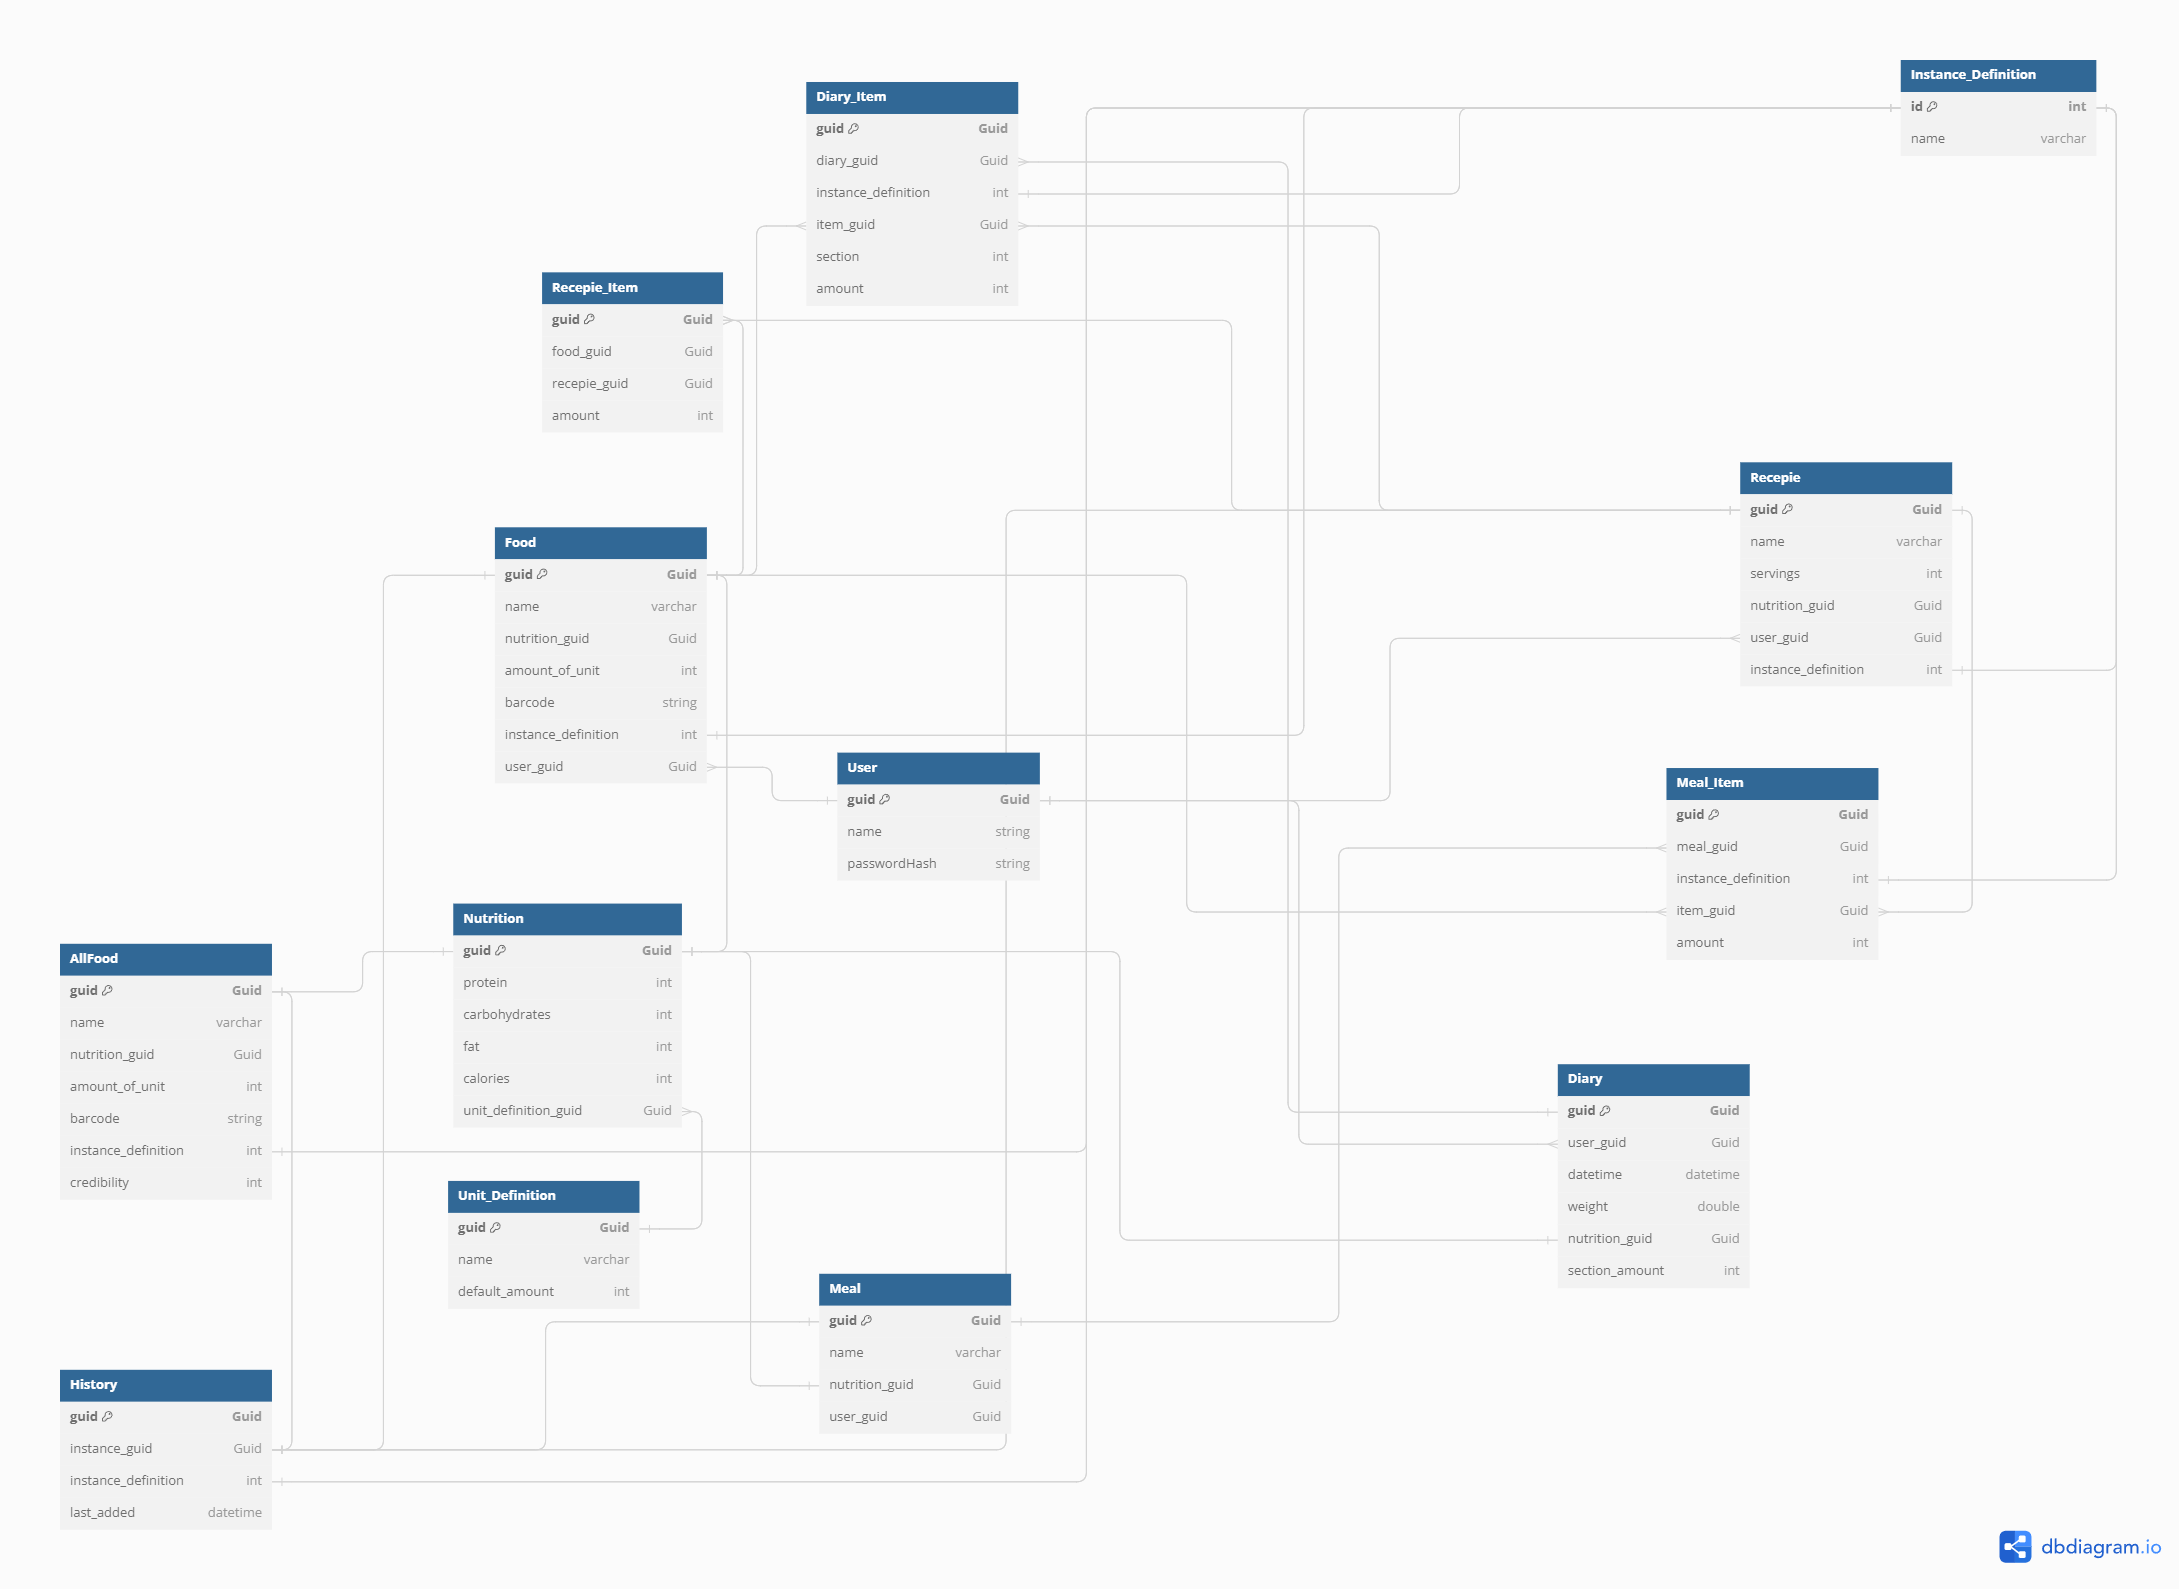 Instance_Definition
id int
name varchar
Diary_Item
guid Guid
diary_guid Guid
instance_definition int
item_guid Guid
section int
amount int
Recepie_Item
guid Guid
food_guid Guid
recepie_guid Guid
amount int
Recepie
guid Guid
name varchar
servings int
nutrition_guid Guid
user_guid Guid
instance_definition int
Food
guid Guid
name varchar
nutrition_guid Guid
amount_of_unit int
barcode string
instance_definition int
user_guid Guid
User
guid Guid
name string
passwordHash string
Meal_Item
guid Guid
meal_guid Guid
instance_definition int
item_guid Guid
amount int
Nutrition
guid Guid
protein int
carbohydrates int
fat int
calories int
unit_definition_guid Guid
AllFood
guid Guid
name varchar
nutrition_guid Guid
amount_of_unit int
barcode string
instance_definition int
credibility int
Diary
guid Guid
user_guid Guid
datetime datetime
weight double
nutrition_guid Guid
section_amount int
Unit_Definition
guid Guid
name varchar
default_amount int
Meal
guid Guid
name varchar
nutrition_guid Guid
user_guid Guid
History
guid Guid
instance_guid Guid
instance_definition int
last_added datetime
dbdiagram.io